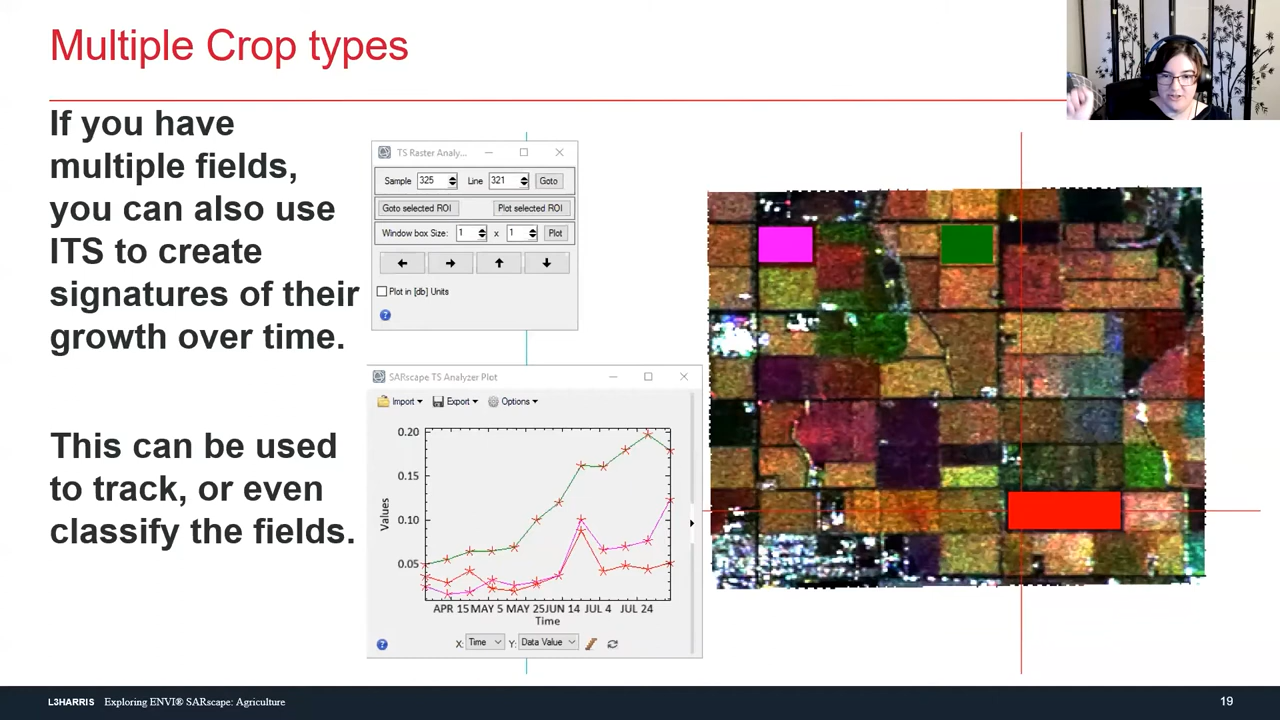 Multiple Crop types
If you have
multiple fields,
you can also use
ITS to create
signatures of their
growth over time.
This can be used
to track, or even
classify the fields.
TS Raster Analy...
Sample 325 Line 321 Goto
Goto selected ROI Plot selected ROI
Window box Size: 1 x 1 Plot
Plot in [db] Units
?
SARscape TS Analyzer Plot
Import Export Options
0.20
0.15
0.10
0.05
Values
APR 15 MAY 5 MAY 25 JUN 14 JUL 4 JUL 24
Time
? X: Time Y: Data Value
L3HARRIS Exploring ENVI® SARscape: Agriculture 19